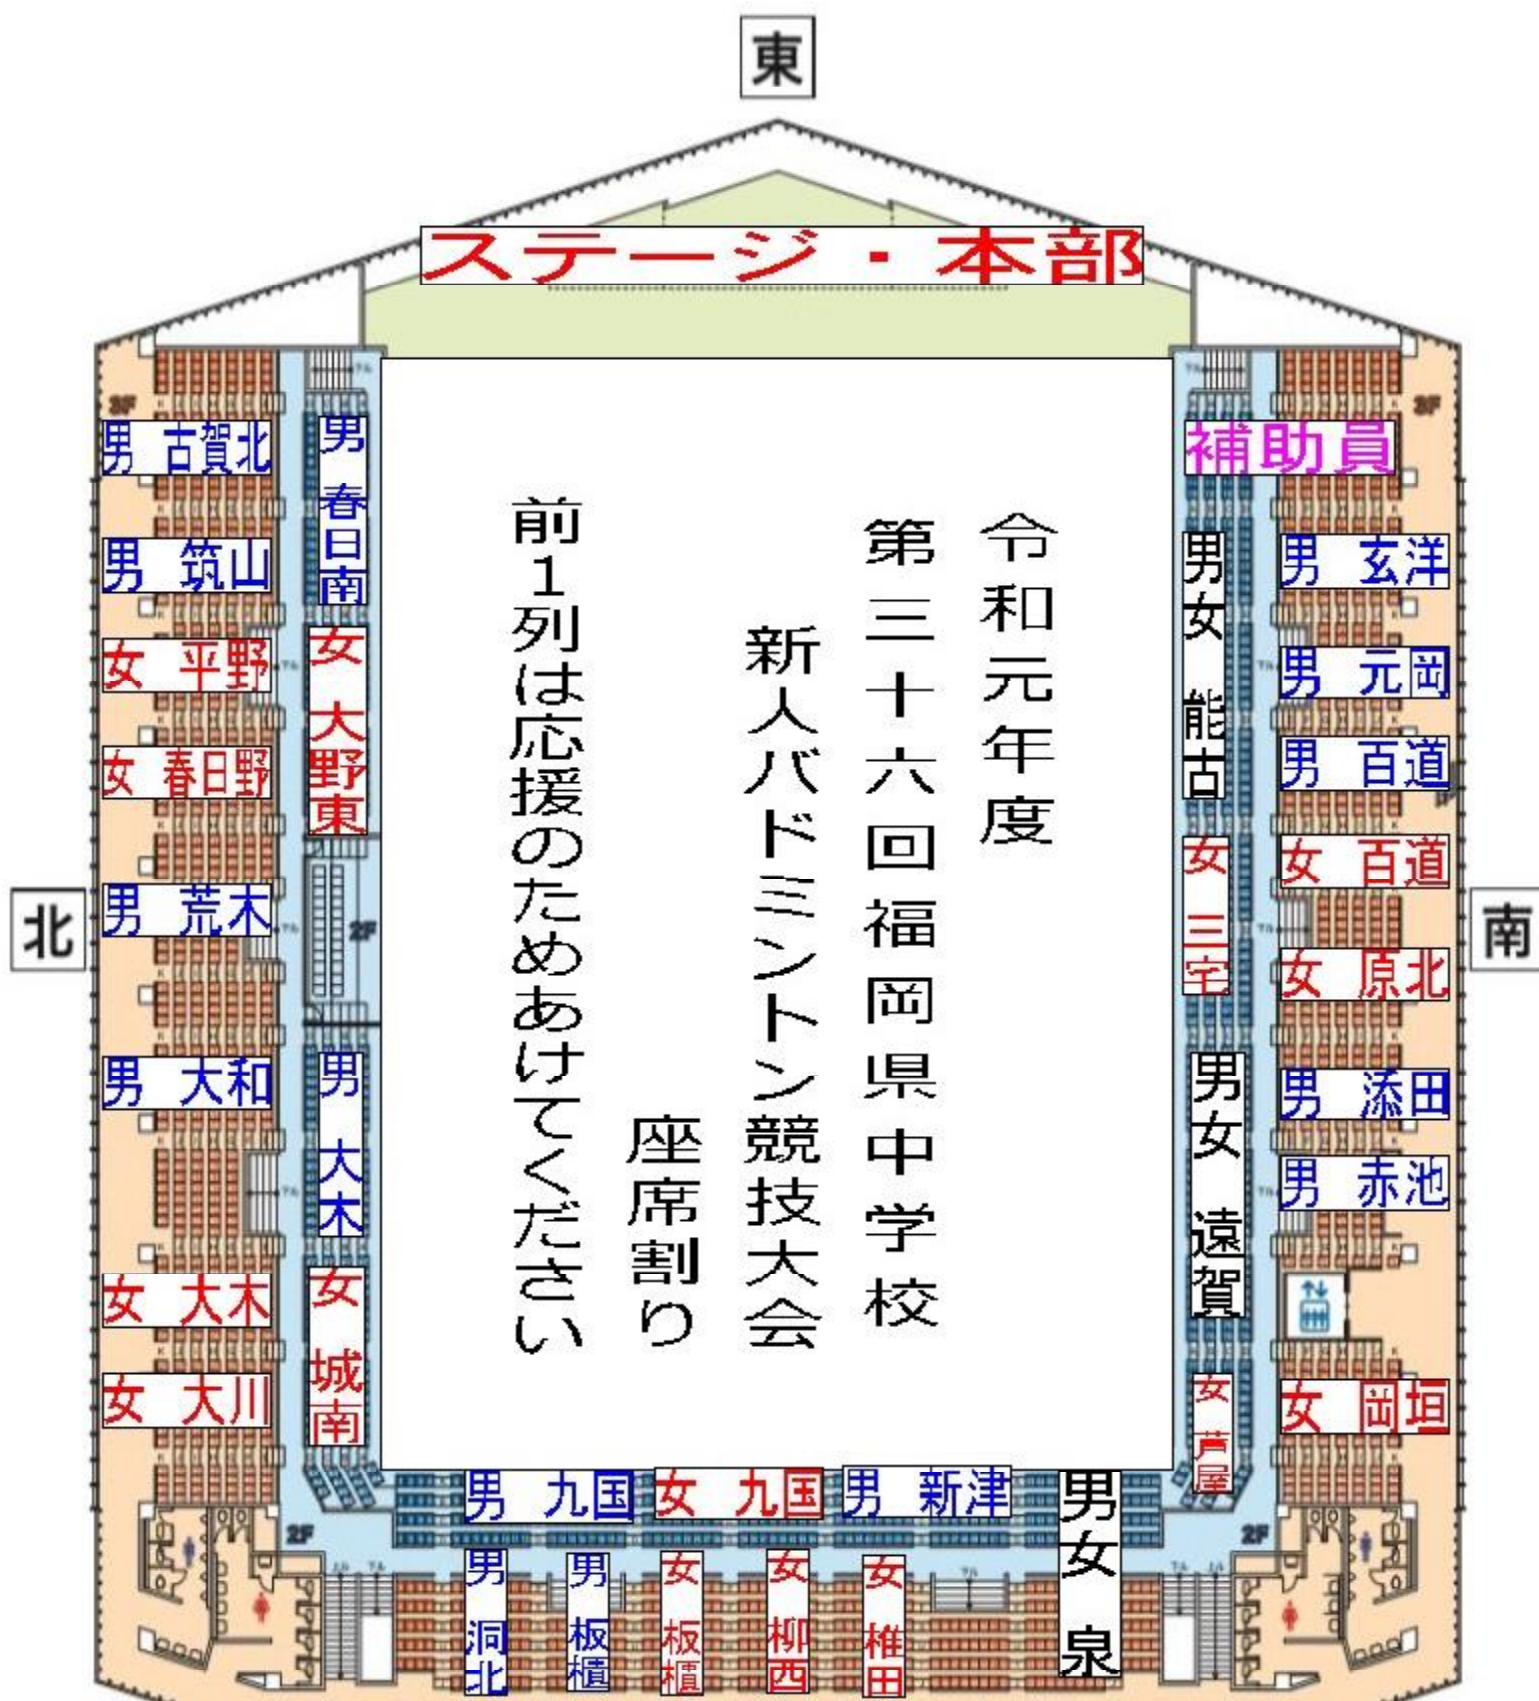 東
ステージ・本部
令和元年度
第三十六回福岡県中学校
新人バドミントン競技大会
座席割り
前1列は応援のためあけてください
北
南
3F
男 古賀北
男 筑山
女 平野
女 春日野
男 荒木
男 大和
女 大木
女 大川
男 春日南
女 大野東
2F
男 大木
女 城南
2F
3F
補助員
男女 能古
女 三宅
男女 遠賀
女 芦屋
男 玄洋
男 元岡
男 百道
女 百道
女 原北
男 添田
男 赤池
女 岡垣
2F
男 九国
女 九国
男 新津
男女 泉
男 洞北
男 板櫃
女 板櫃
女 柳西
女 椎田